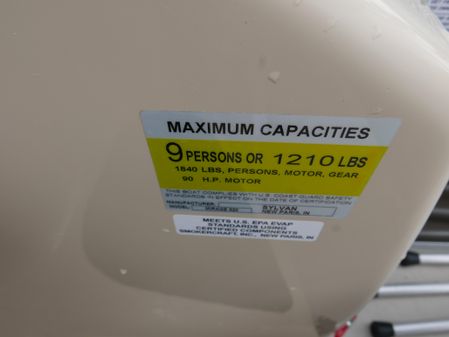 MAXIMUM CAPACITIES
9 PERSONS OR 1210 LBS
1840 LBS, PERSONS, MOTOR, GEAR
90 H.P. MOTOR
THIS BOAT COMPLIES WITH U.S. COAST GUARD SAFETY
STANDARDS IN EFFECT ON THE DATE OF CERTIFICATION
MANUFACTURER SYLVAN
MODEL NEW PARIS, IN
MEETS U.S. EPA EVAP
STANDARDS USING
CERTIFIED COMPONENTS
SMOKERCRAFT, INC., NEW PARIS, IN